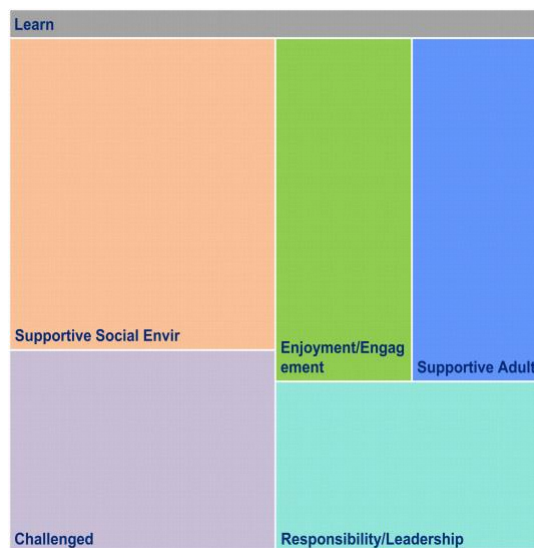 Learn
Supportive Social Envir
Enjoyment/Engag
ement
Supportive Adult
Challenged
Responsibility/Leadership